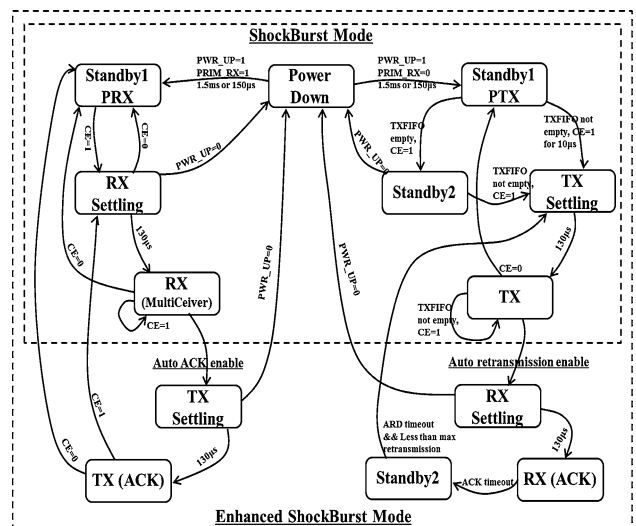 ShockBurst Mode
PWR_UP=1
PRIM_RX=1
1.5ms or 150µs
PWR_UP=1
PRIM_RX=0
1.5ms or 150µs
Standby1
PRX
Power
Down
Standby1
PTX
CE=1
CE=0
TXFIFO
empty,
CE=1
TXFIFO not
empty, CE=1
for 10µs
PWR_UP=0
PWR_UP=0
RX
Settling
Standby2
TXFIFO
not empty,
CE=1
TX
Settling
130µs
130µs
CE=0
PWR_UP=0
PWR_UP=0
CE=0
RX
(MultiCeiver)
CE=1
TX
TXFIFO
not empty,
CE=1
Auto ACK enable
Auto retransmission enable
TX
Settling
RX
Settling
CE=1
CE=0
130µs
ARD timeout
&& Less than max
retransmission
130µs
TX (ACK)
Standby2
ACK timeout
RX (ACK)
Enhanced ShockBurst Mode